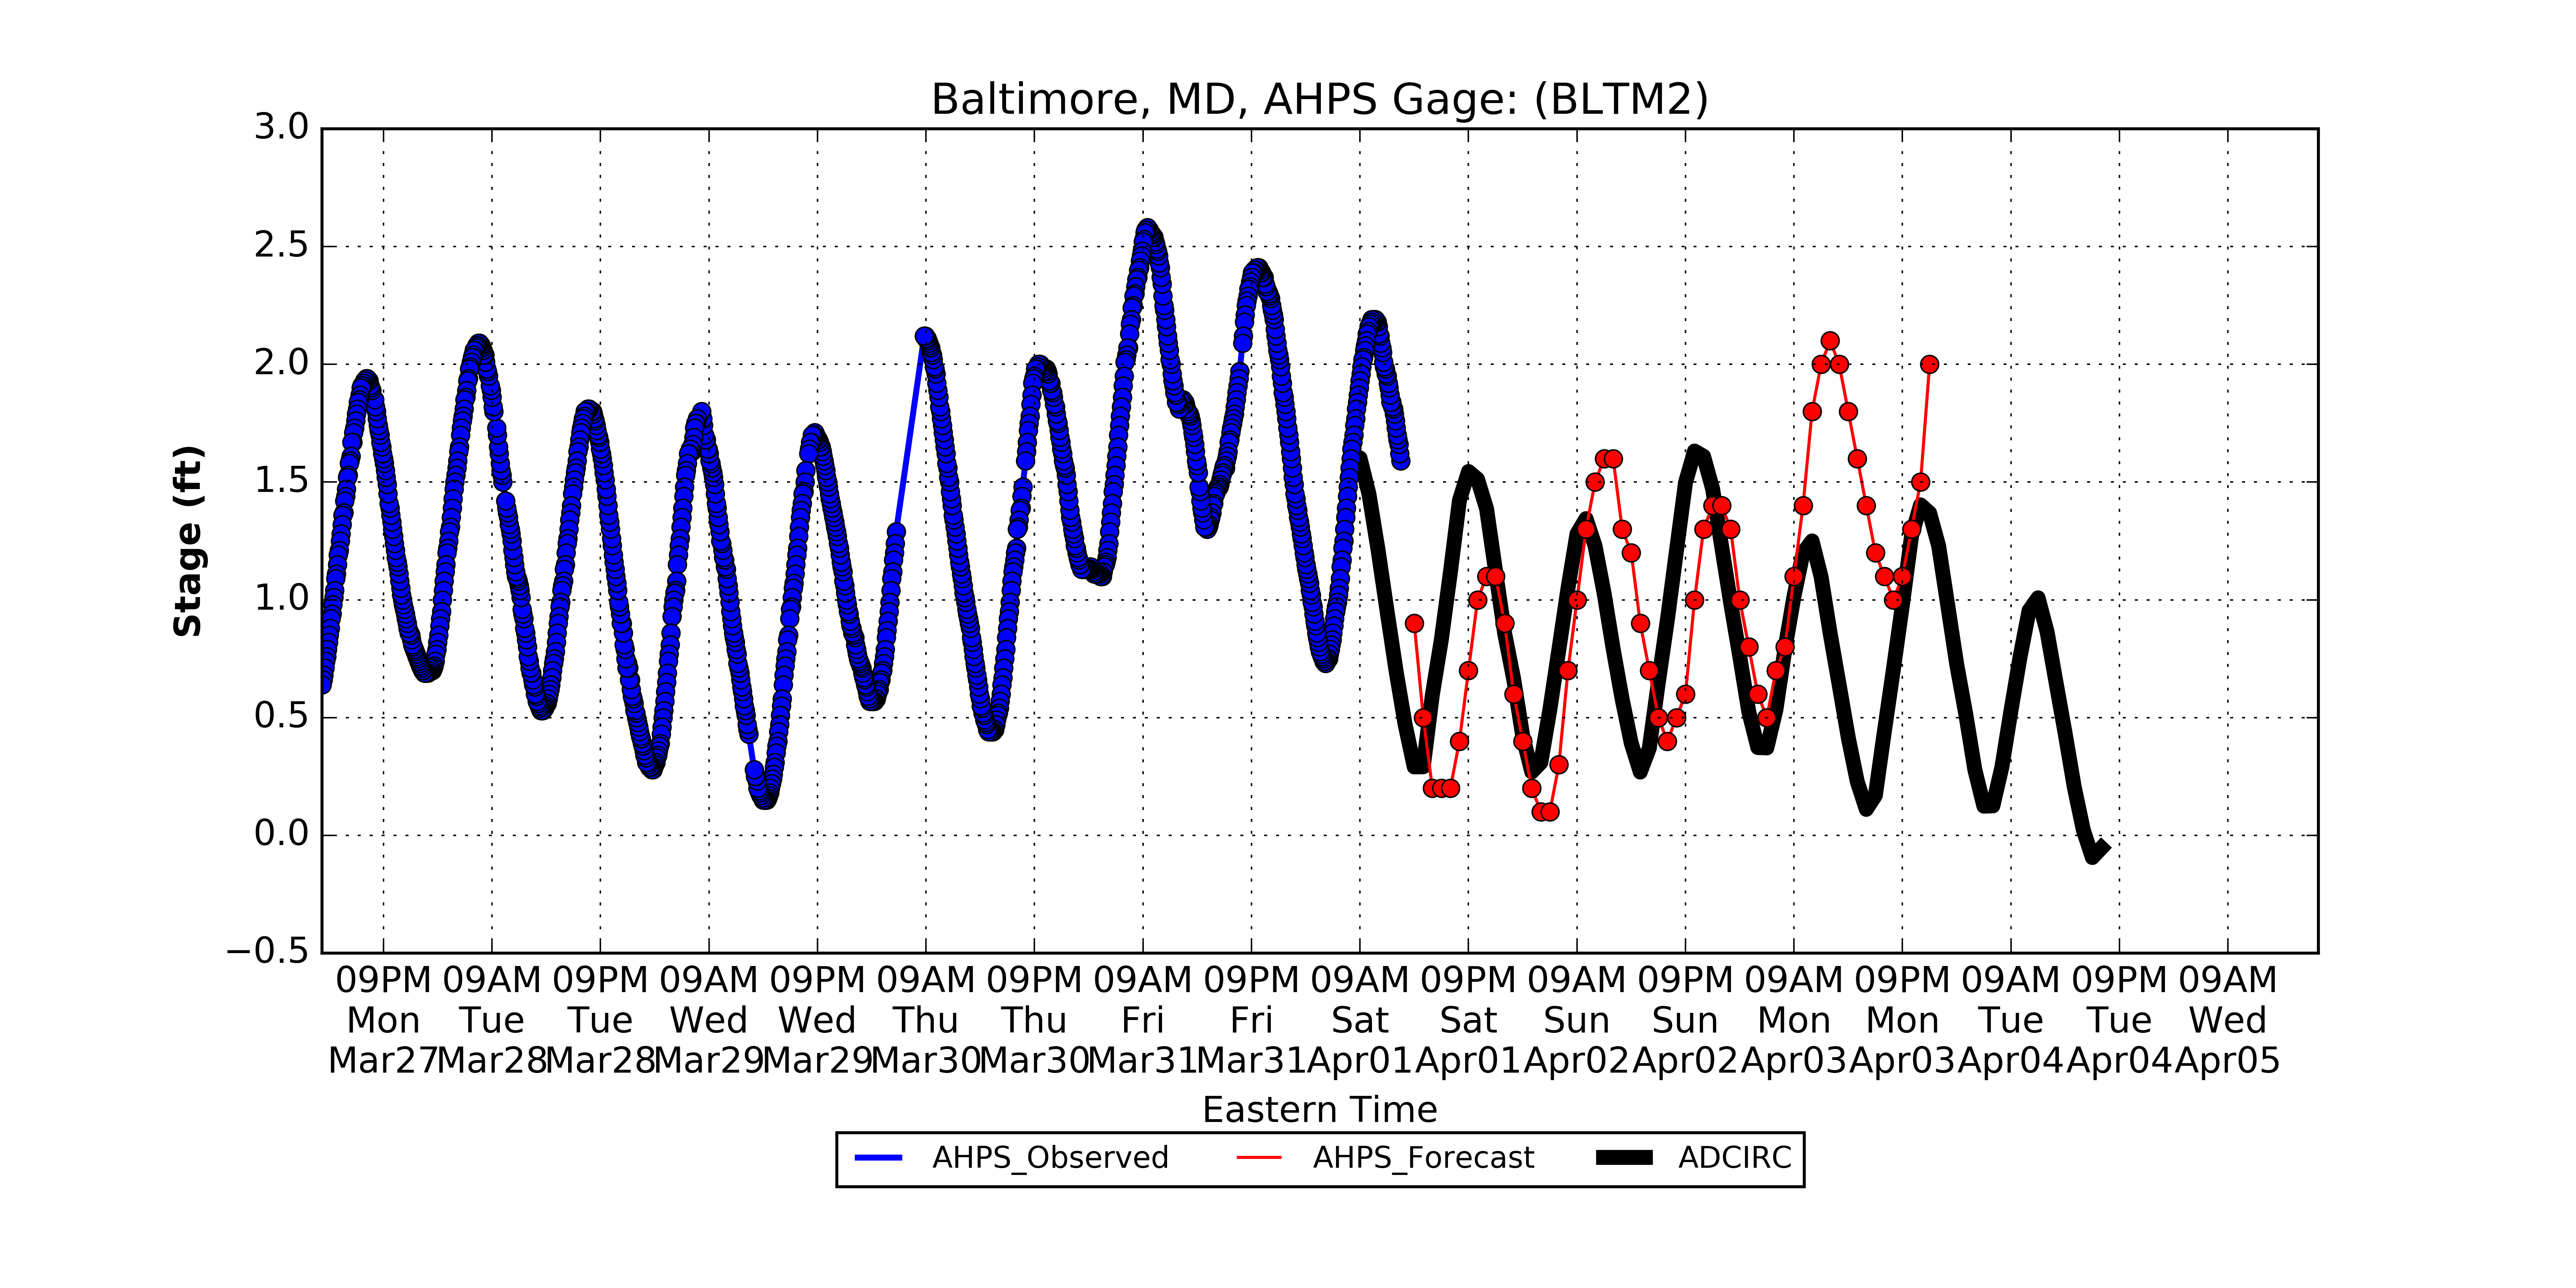 Baltimore, MD, AHPS Gage: (BLTM2)
3.0
2.5
2.0
1.5
1.0
0.5
0.0
−0.5
Stage (ft)
09PM 09AM 09PM 09AM 09PM 09AM 09PM 09AM 09PM 09AM 09PM 09AM 09PM 09AM 09PM 09AM 09PM 09AM
Mon Tue Tue Wed Wed Thu Thu Fri Fri Sat Sat Sun Sun Mon Mon Tue Tue Wed
Mar27 Mar28 Mar28 Mar29 Mar29 Mar30 Mar30 Mar31 Mar31 Apr01 Apr01 Apr02 Apr02 Apr03 Apr03 Apr04 Apr04 Apr05
Eastern Time
AHPS_Observed AHPS_Forecast ADCIRC